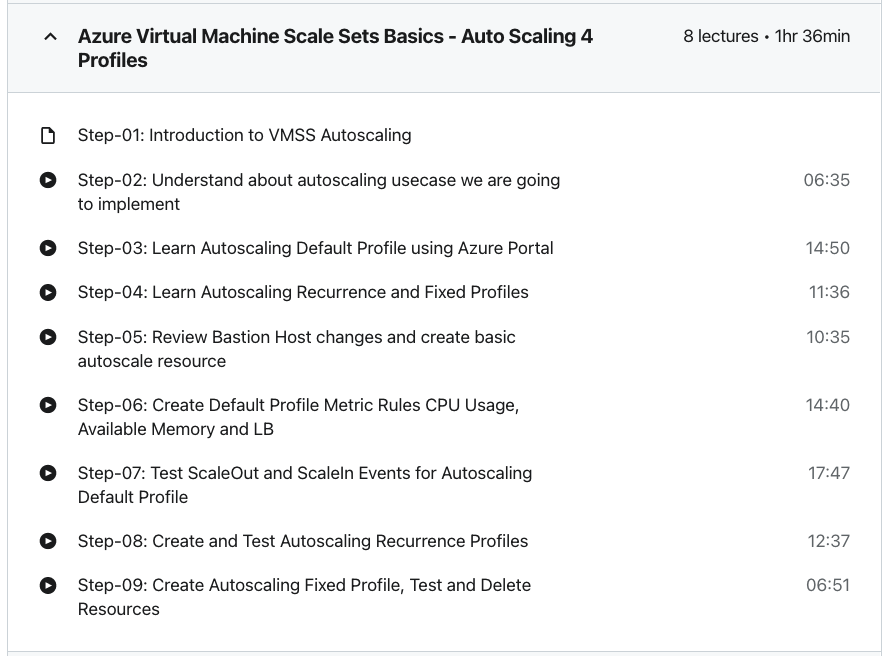 Azure Virtual Machine Scale Sets Basics - Auto Scaling 4
Profiles
8 lectures • 1hr 36min
Step-01: Introduction to VMSS Autoscaling
Step-02: Understand about autoscaling usecase we are going
to implement
06:35
Step-03: Learn Autoscaling Default Profile using Azure Portal
14:50
Step-04: Learn Autoscaling Recurrence and Fixed Profiles
11:36
Step-05: Review Bastion Host changes and create basic
autoscale resource
10:35
Step-06: Create Default Profile Metric Rules CPU Usage,
Available Memory and LB
14:40
Step-07: Test ScaleOut and ScaleIn Events for Autoscaling
Default Profile
17:47
Step-08: Create and Test Autoscaling Recurrence Profiles
12:37
Step-09: Create Autoscaling Fixed Profile, Test and Delete
Resources
06:51